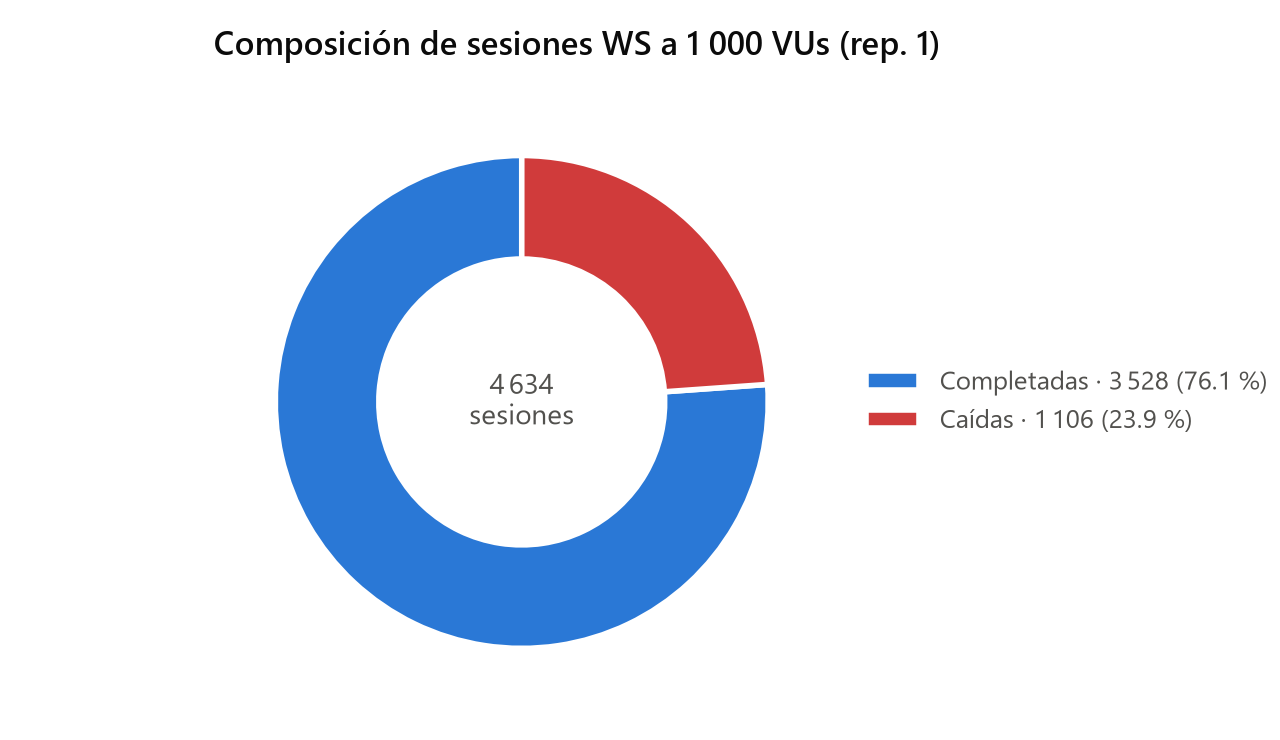 Composición de sesiones WS a 1 000 VUs (rep. 1)
4 634
sesiones
Completadas · 3 528 (76.1 %)
Caídas · 1 106 (23.9 %)